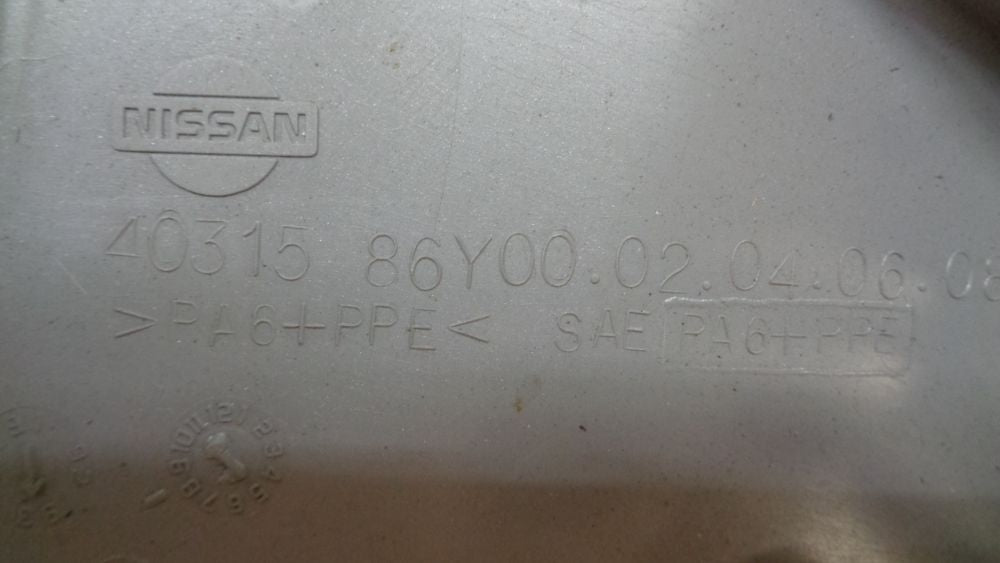 NISSAN
40315 86Y00.02.04.06.08
>PA6+PPE< SAE PA6+PPE